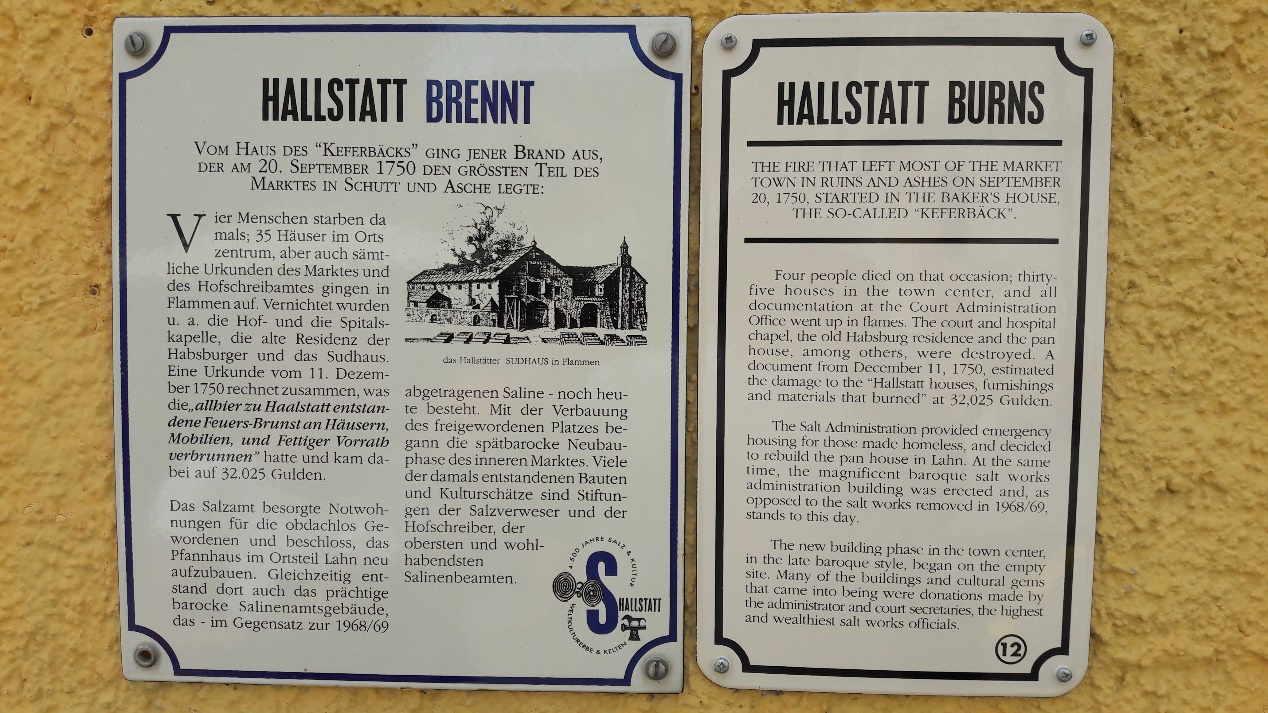 HALLSTATT BRENNT
VOM HAUS DES “KEFERBÄCKS” GING JENER BRAND AUS,
DER AM 20. SEPTEMBER 1750 DEN GRÖSSTEN TEIL DES
MARKTES IN SCHUTT UND ASCHE LEGTE:
Vier Menschen starben da
mals; 35 Häuser im Orts
zentrum, aber auch sämt-
liche Urkunden des Marktes und
des Hofschreibamtes gingen in
Flammen auf. Vernichtet wurden
u. a. die Hof- und die Spitals-
kapelle, die alte Residenz der
Habsburger und das Sudhaus.
Eine Urkunde vom 11. Dezem-
ber 1750 rechnet zusammen, was
die„allhier zu Haalstatt entstan-
dene Feuers-Brunst an Häusern,
Mobilien, und Fettiger Vorrath
verbrunnen” hatte und kam da-
bei auf 32.025 Gulden.
Das Salzamt besorgte Notwoh-
nungen für die obdachlos Ge-
wordenen und beschloss, das
Pfannhaus im Ortsteil Lahn neu
aufzubauen. Gleichzeitig ent-
stand dort auch das prächtige
barocke Salinenamtsgebäude,
das - im Gegensatz zur 1968/69
das Hallstätter SUDHAUS in Flammen
abgetragenen Saline - noch heu-
te besteht. Mit der Verbauung
des freigewordenen Platzes be-
gann die spätbarocke Neubau-
phase des inneren Marktes. Viele
der damals entstandenen Bauten
und Kulturschätze sind Stiftun-
gen der Salzverweser und der
Hofschreiber, der
obersten und wohl-
habendsten
Salinenbeamten.
4.500 JAHRE SALZ & KULTUR
S
HALLSTATT
WELTKULTURERBE & KELTEN
HALLSTATT BURNS
THE FIRE THAT LEFT MOST OF THE MARKET
TOWN IN RUINS AND ASHES ON SEPTEMBER
20, 1750, STARTED IN THE BAKER'S HOUSE,
THE SO-CALLED “KEFERBÄCK”.
Four people died on that occasion; thirty-
five houses in the town center, and all
documentation at the Court Administration
Office went up in flames. The court and hospital
chapel, the old Habsburg residence and the pan
house, among others, were destroyed. A
document from December 11, 1750, estimated
the damage to the “Hallstatt houses, furnishings
and materials that burned” at 32,025 Gulden.
The Salt Administration provided emergency
housing for those made homeless, and decided
to rebuild the pan house in Lahn. At the same
time, the magnificent baroque salt works
administration building was erected and, as
opposed to the salt works removed in 1968/69,
stands to this day.
The new building phase in the town center,
in the late baroque style, began on the empty
site. Many of the buildings and cultural gems
that came into being were donations made by
the administrator and court secretaries, the highest
and wealthiest salt works officials.
12